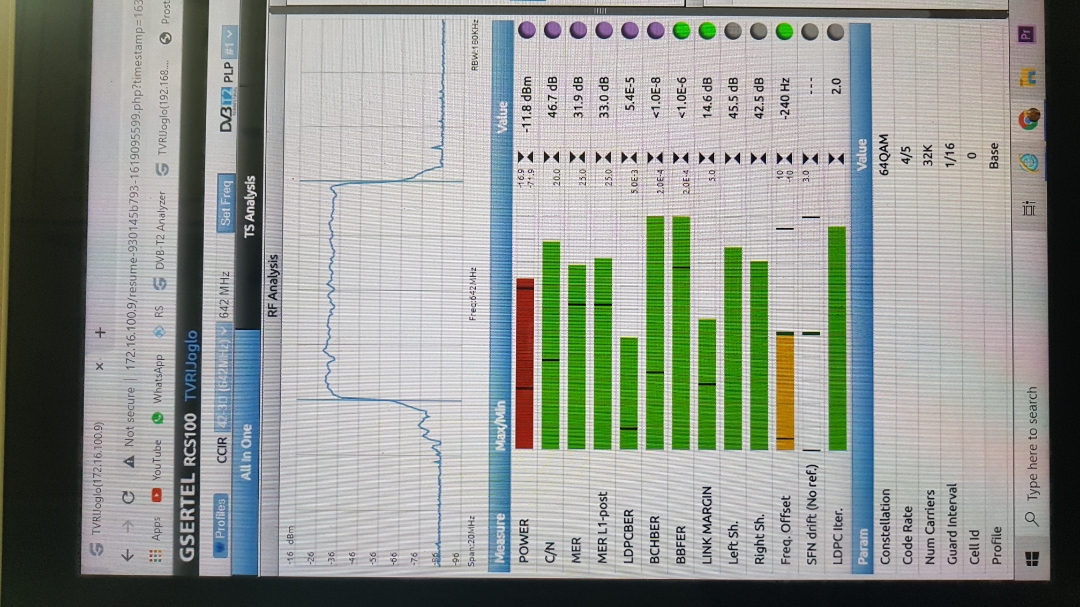 TVRIJoglo(172.16.100.9) × +
Not secure | 172.16.100.9/resume-930145b793-1619095599.php?timestamp=163
Apps YouTube WhatsApp RS DVB-T2 Analyzer TVRIJoglo(192.168.... Prost
GSERTEL RCS100 TVRIJoglo
Profiles CCIR 42-30 (642MHz) 642 MHz Set Freq DVB T2 PLP #1
All In One TS Analysis
RF Analysis
-16 dBm
-26
-36
-46
-56
-66
-76
-86
-96
Span:20MHz Freq:642MHz RBW:180KHz
Measure Max/Min Value
POWER -16.9 -71.9 -11.8 dBm
C/N 20.0 46.7 dB
MER 25.0 31.9 dB
MER L1-post 25.0 33.0 dB
LDPCBER 5.0E-3 5.4E-5
BCHBER 2.0E-4 <1.0E-8
BBFER 2.0E-4 <1.0E-6
LINK MARGIN 5.0 14.6 dB
Left Sh. 45.5 dB
Right Sh. 42.5 dB
Freq. Offset 10 -10 -240 Hz
SFN drift (No ref.) 3.0 ---
LDPC Iter. 2.0
Param Value
Constellation 64QAM
Code Rate 4/5
Num Carriers 32K
Guard Interval 1/16
Cell Id 0
Profile Base
Type here to search Pr